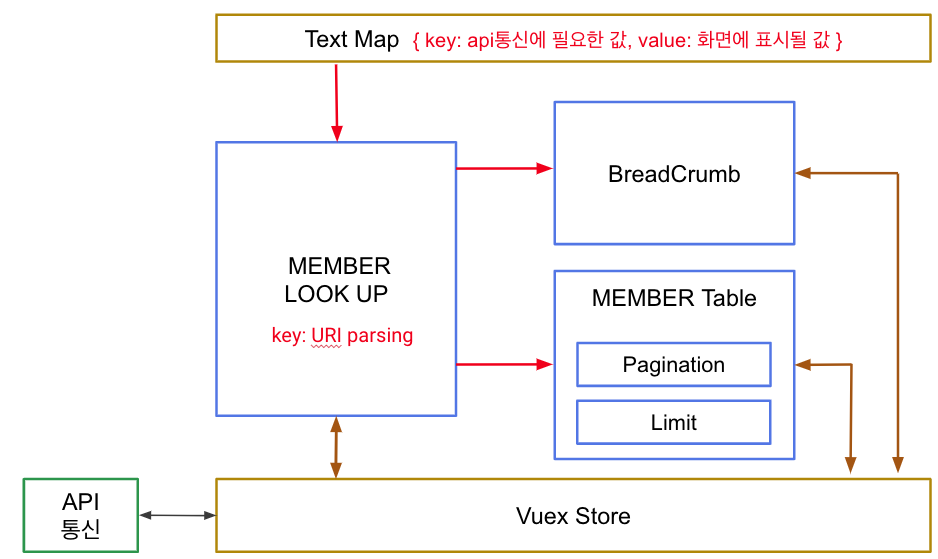 Text Map { key: api통신에 필요한 값, value: 화면에 표시될 값 }
BreadCrumb
MEMBER
LOOK UP
key: URI parsing
MEMBER Table
Pagination
Limit
API
통신
Vuex Store